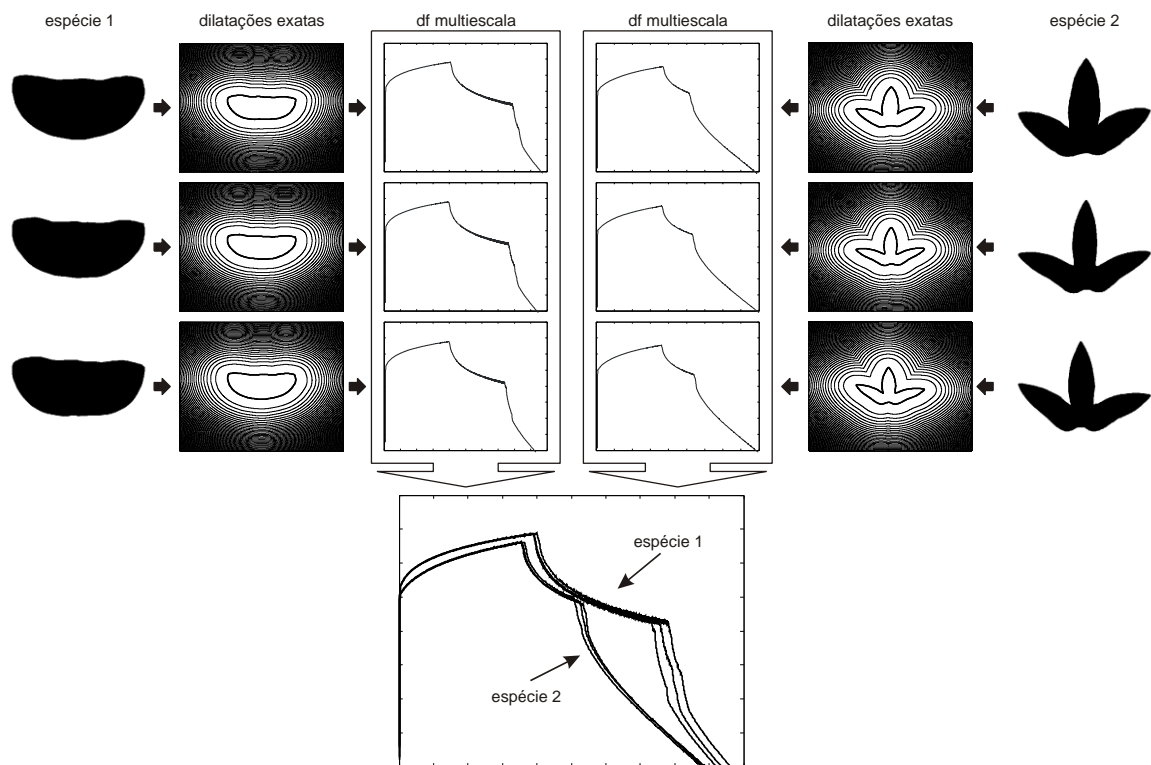 espécie 1
dilatações exatas
df multiescala
df multiescala
dilatações exatas
espécie 2
espécie 1
espécie 2